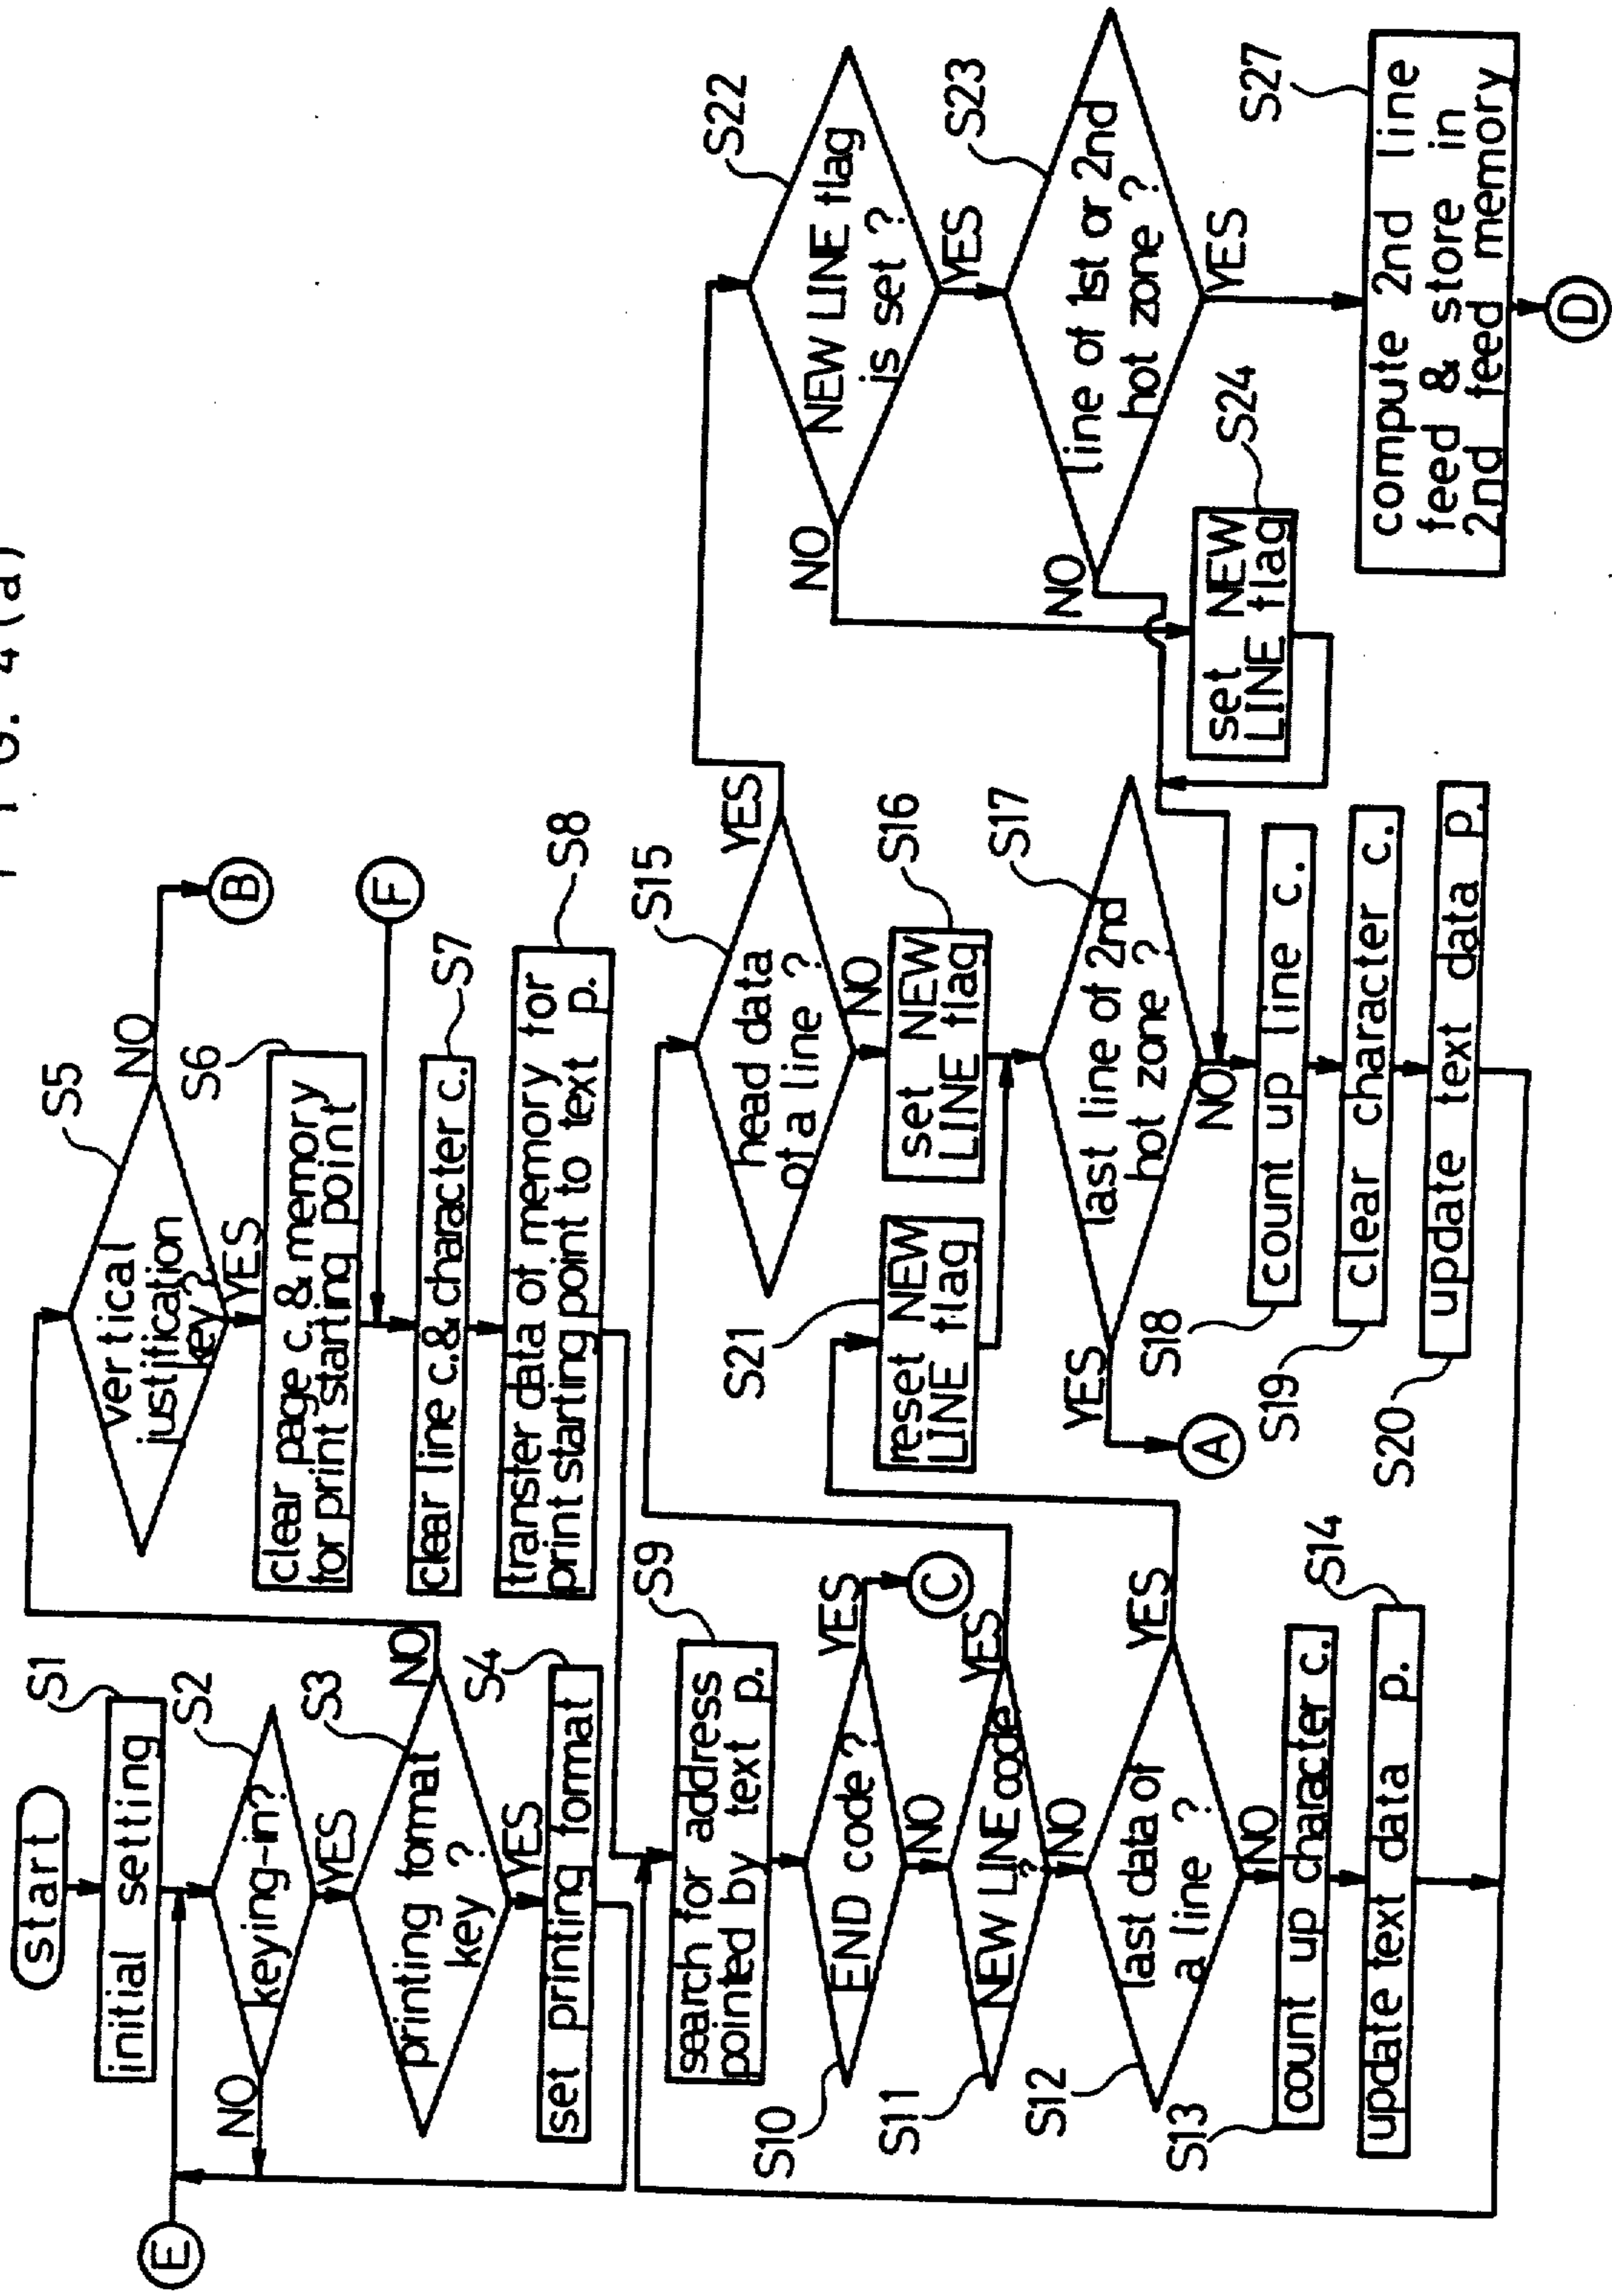 FIG. 4(a)
start
S1
initial setting
S2
keying-in?
NO
YES
E
S3
printing format
key ?
NO
YES
S4
set printing format
S5
vertical
justification
key?
NO
B
YES
S6
clear page c. & memory
for print starting point
F
S7
clear line c. & character c.
S8
transfer data of memory for
print starting point to text p.
S9
search for address
pointed by text p.
S10
END code ?
YES
C
NO
S11
NEW LINE code
?
YES
NO
S12
last data of
a line ?
YES
NO
S13
count up character c.
S14
update text data p.
S15
head data
of a line ?
YES
NO
S16
set NEW
LINE flag
S21
reset NEW
LINE flag
S17
last line of 2nd
hot zone ?
YES
A
NO
S18
count up line c.
S19
clear character c.
S20
update text data p.
S22
NEW LINE flag
is set ?
NO
YES
S23
line of 1st or 2nd
hot zone ?
NO
YES
S24
set NEW
LINE flag
S27
compute 2nd line
feed & store in
2nd feed memory
D